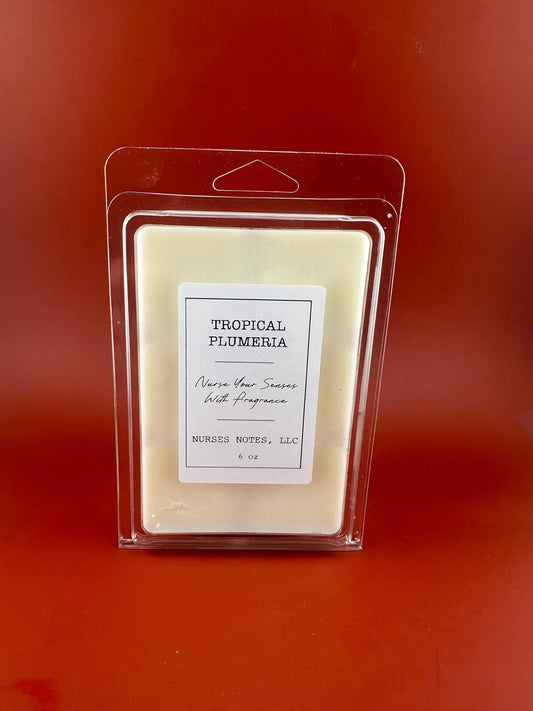 TROPICAL
PLUMERIA
Nurse Your Senses
With Fragrance
NURSES NOTES, LLC
6 oz